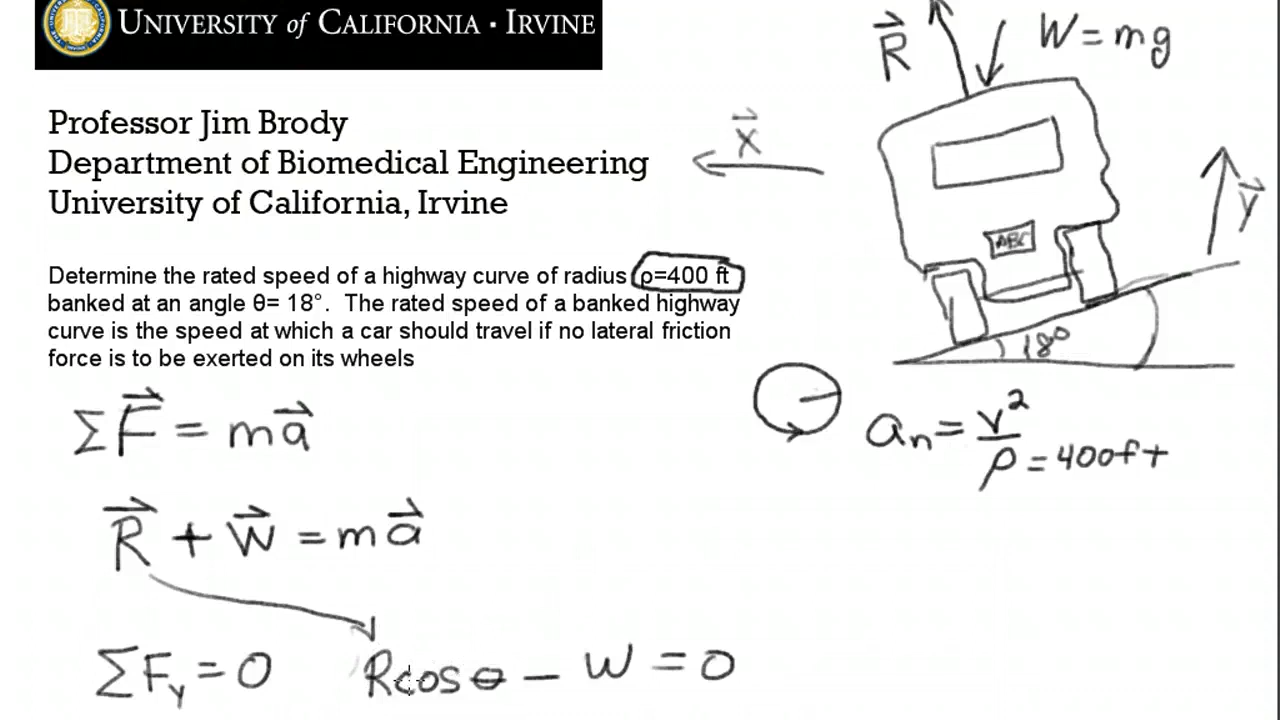 UNIVERSITY of CALIFORNIA · IRVINE
Professor Jim Brody
Department of Biomedical Engineering
University of California, Irvine
Determine the rated speed of a highway curve of radius ρ=400 ft
banked at an angle θ= 18°. The rated speed of a banked highway
curve is the speed at which a car should travel if no lateral friction
force is to be exerted on its wheels
ΣF⃗ = ma⃗
R⃗ + W⃗ = ma⃗
ΣF_y = 0 Rcosθ – W = 0
R⃗
W = mg
X⃗
Y⃗
ABC
18°
a_n = v²/ρ = 400ft